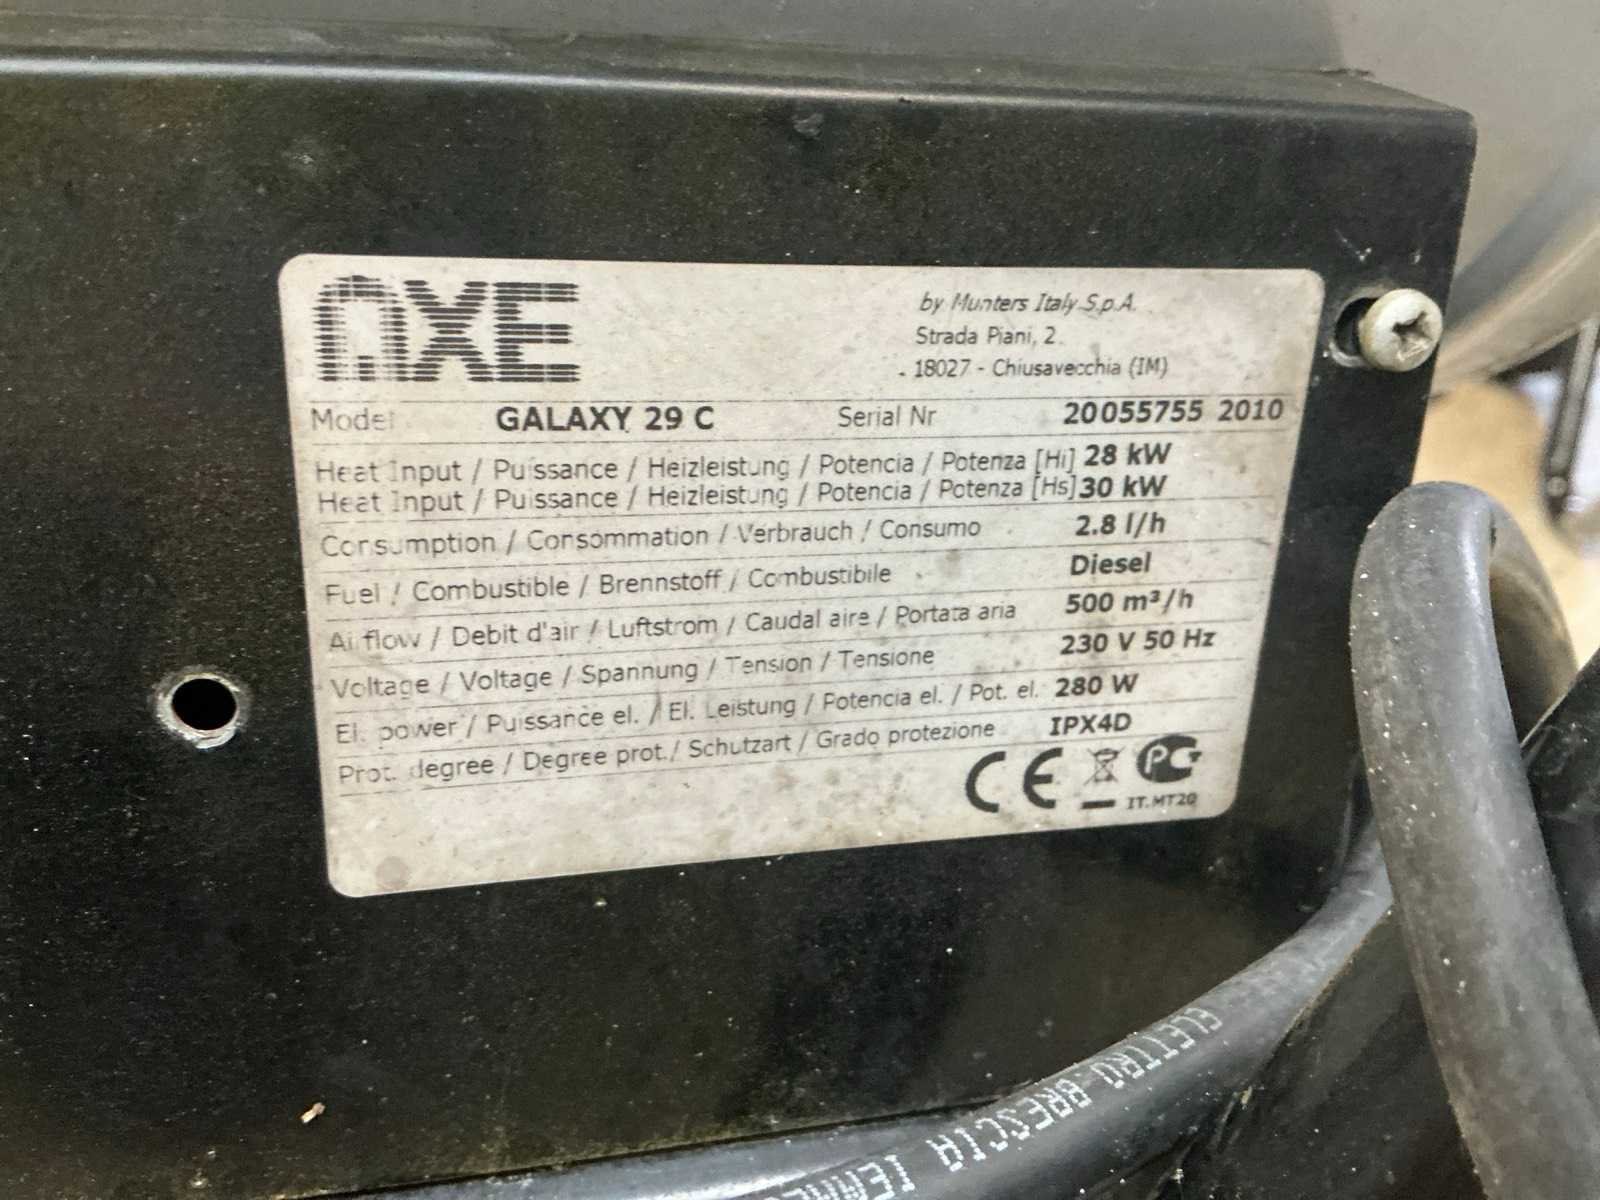 AXE
by Munters Italy S.p.A.
Strada Piani, 2
18027 - Chiusavecchia (IM)
Model GALAXY 29 C Serial Nr 20055755 2010
Heat Input / Puissance / Heizleistung / Potencia / Potenza [Hi] 28 kW
Heat Input / Puissance / Heizleistung / Potencia / Potenza [Hs] 30 kW
Consumption / Consommation / Verbrauch / Consumo 2.8 l/h
Fuel / Combustible / Brennstoff / Combustibile Diesel
Air flow / Debit d'air / Luftstrom / Caudal aire / Portata aria 500 m³/h
Voltage / Voltage / Spannung / Tension / Tensione 230 V 50 Hz
El. power / Puissance el. / El. Leistung / Potencia el. / Pot. el. 280 W
Prot. degree / Degree prot./ Schutzart / Grado protezione IPX4D
CE
IT.MT20
ELETTRO BRESCIA